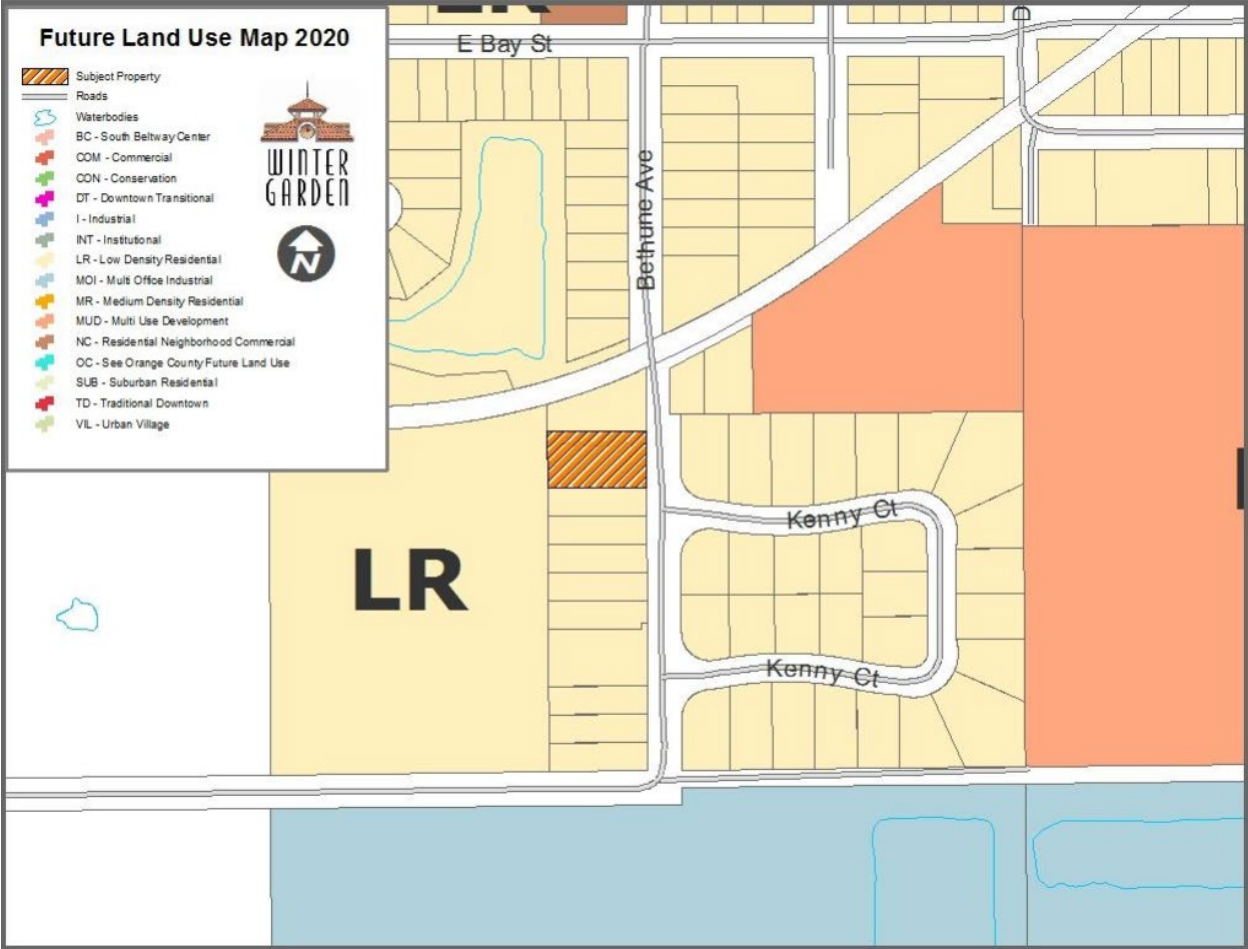 Future Land Use Map 2020
Subject Property
Roads
Waterbodies
BC - South Beltway Center
COM - Commercial
CON - Conservation
DT - Downtown Transitional
I - Industrial
INT - Institutional
LR - Low Density Residential
MOI - Multi Office Industrial
MR - Medium Density Residential
MUD - Multi Use Development
NC - Residential Neighborhood Commercial
OC - See Orange County Future Land Use
SUB - Suburban Residential
TD - Traditional Downtown
VIL - Urban Village
WINTER
GARDEN
N
LR
E Bay St
Bethune Ave
Kenny Ct
LR
Kenny Ct